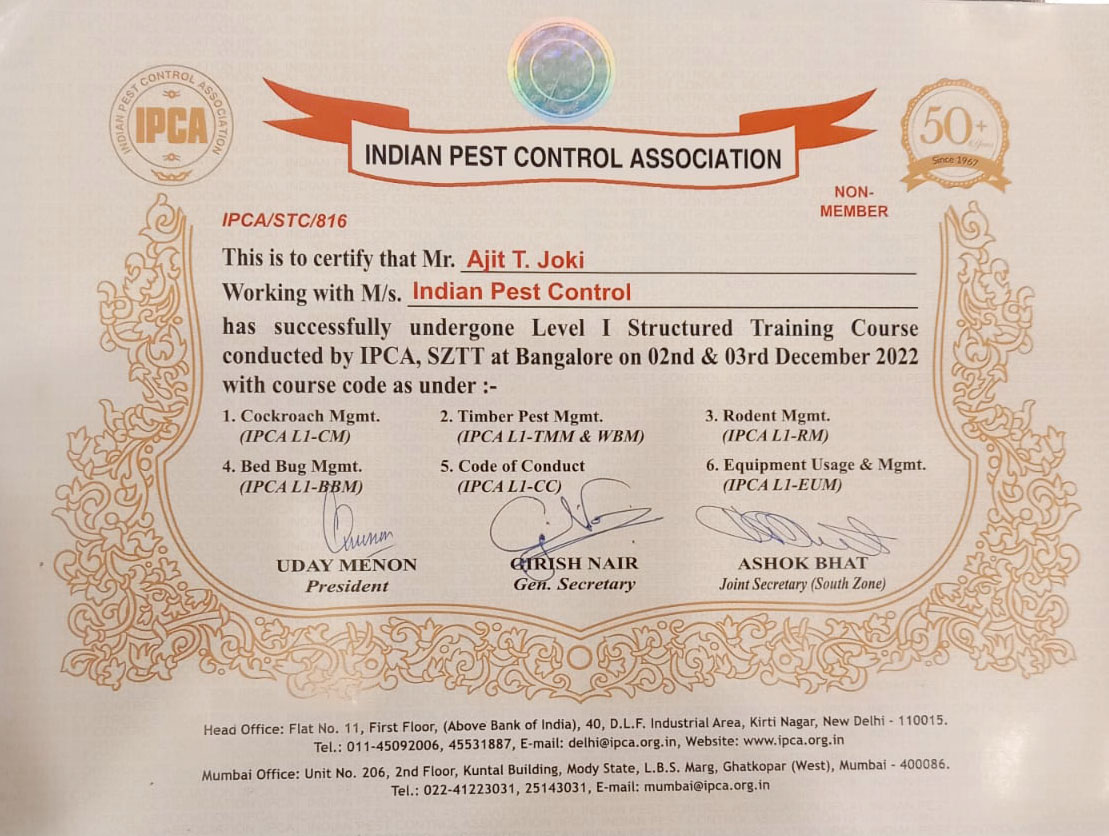 INDIAN PEST CONTROL ASSOCIATION
IPCA
50+
Years
Since 1967
INDIAN PEST CONTROL ASSOCIATION
NON-
MEMBER
IPCA/STC/816
This is to certify that Mr. Ajit T. Joki
Working with M/s. Indian Pest Control
has successfully undergone Level I Structured Training Course
conducted by IPCA, SZTT at Bangalore on 02nd & 03rd December 2022
with course code as under :-
1. Cockroach Mgmt. 2. Timber Pest Mgmt. 3. Rodent Mgmt.
(IPCA L1-CM) (IPCA L1-TMM & WBM) (IPCA L1-RM)
4. Bed Bug Mgmt. 5. Code of Conduct 6. Equipment Usage & Mgmt.
(IPCA L1-BBM) (IPCA L1-CC) (IPCA L1-EUM)
UDAY MENON GIRISH NAIR ASHOK BHAT
President Gen. Secretary Joint Secretary (South Zone)
Head Office: Flat No. 11, First Floor, (Above Bank of India), 40, D.L.F. Industrial Area, Kirti Nagar, New Delhi - 110015.
Tel.: 011-45092006, 45531887, E-mail: delhi@ipca.org.in, Website: www.ipca.org.in
Mumbai Office: Unit No. 206, 2nd Floor, Kuntal Building, Mody State, L.B.S. Marg, Ghatkopar (West), Mumbai - 400086.
Tel.: 022-41223031, 25143031, E-mail: mumbai@ipca.org.in